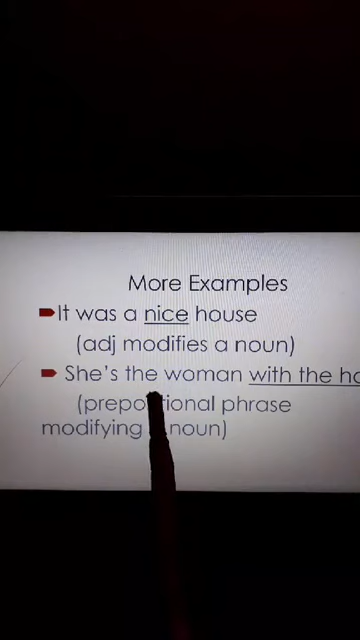 More Examples
It was a nice house
(adj modifies a noun)
She's the woman with the
(prepositional phrase
modifying noun)